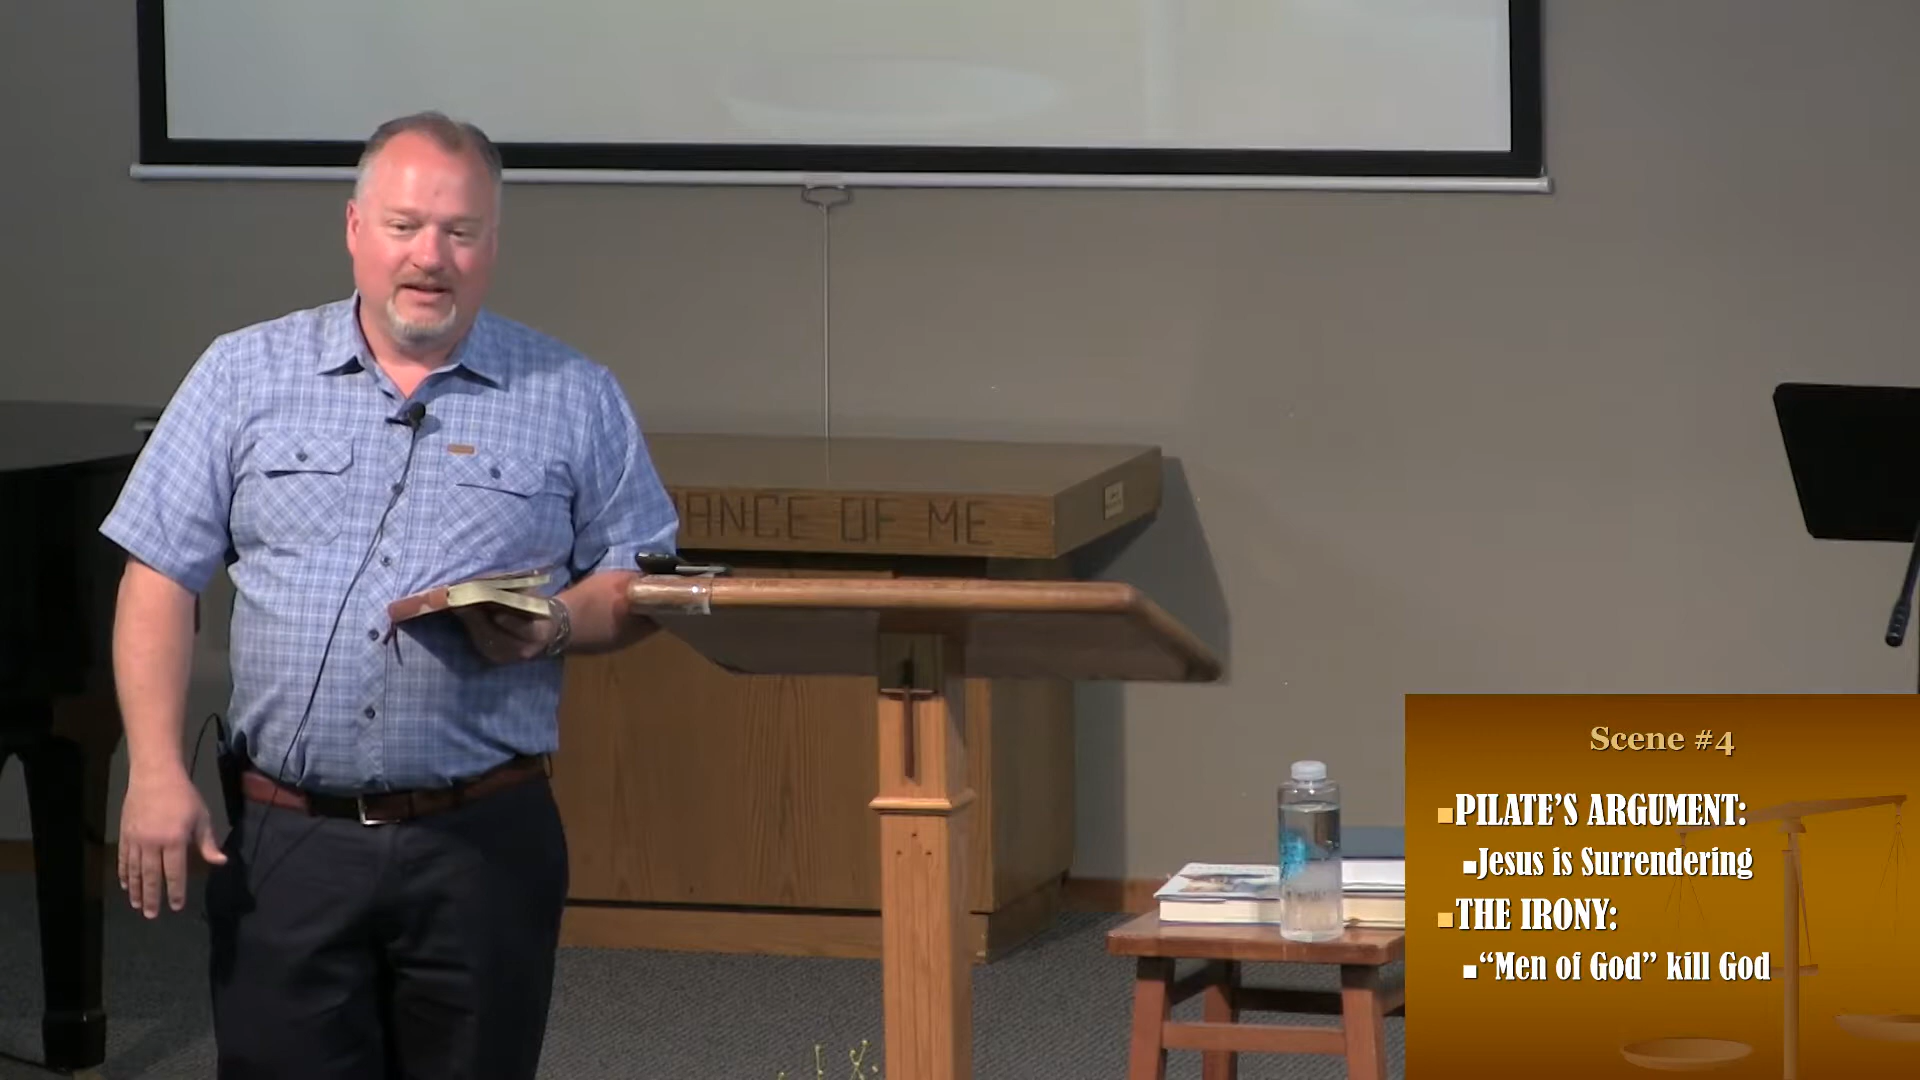 ANCE OF ME
Scene #4
PILATE'S ARGUMENT:
Jesus is Surrendering
THE IRONY:
“Men of God” kill God